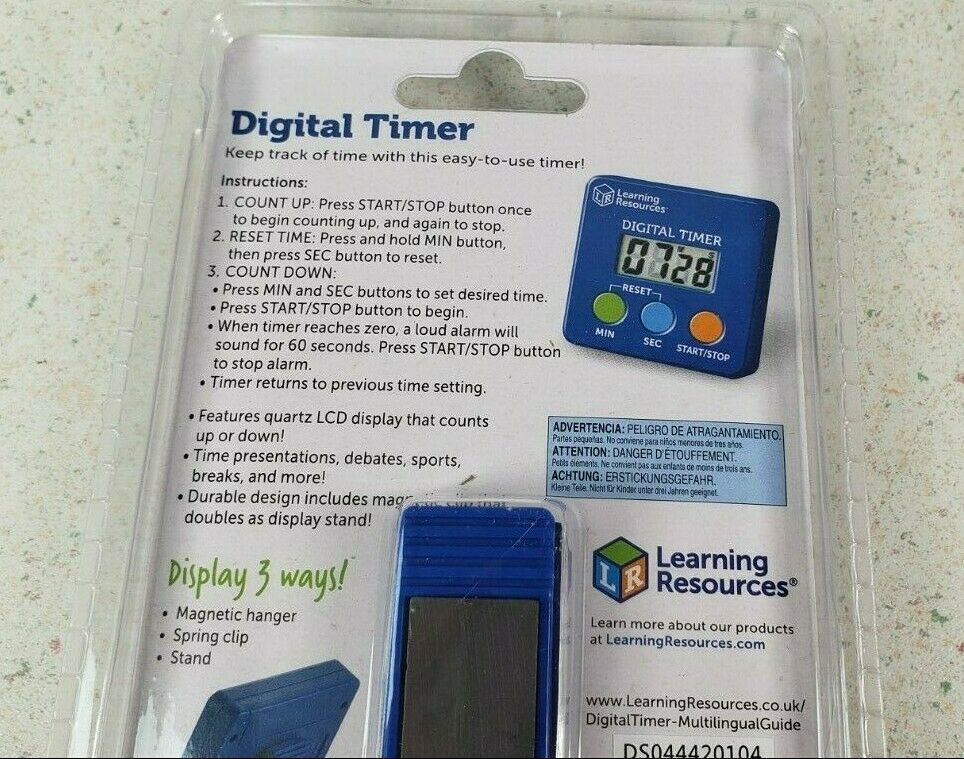 Digital Timer
Keep track of time with this easy-to-use timer!
Instructions:
1. COUNT UP: Press START/STOP button once
to begin counting up, and again to stop.
2. RESET TIME: Press and hold MIN button,
then press SEC button to reset.
3. COUNT DOWN:
• Press MIN and SEC buttons to set desired time.
• Press START/STOP button to begin.
• When timer reaches zero, a loud alarm will
sound for 60 seconds. Press START/STOP button
to stop alarm.
• Timer returns to previous time setting.
• Features quartz LCD display that counts
up or down!
• Time presentations, debates, sports,
breaks, and more!
• Durable design includes magnetic clip that
doubles as display stand!
Display 3 ways!
• Magnetic hanger
• Spring clip
• Stand
LR
Learning
Resources
DIGITAL TIMER
07 28
RESET
MIN
SEC
START/STOP
ADVERTENCIA: PELIGRO DE ATRAGANTAMIENTO.
Partes pequeñas. No conviene para niños menores de tres años.
ATTENTION: DANGER D'ÉTOUFFEMENT.
Petits éléments. Ne convient pas aux enfants de moins de trois ans.
ACHTUNG: ERSTICKUNGSGEFAHR.
Kleine Teile. Nicht für Kinder unter drei Jahren geeignet.
LR
Learning
Resources®
Learn more about our products
at LearningResources.com
www.LearningResources.co.uk/
DigitalTimer-MultilingualGuide
DS044420104